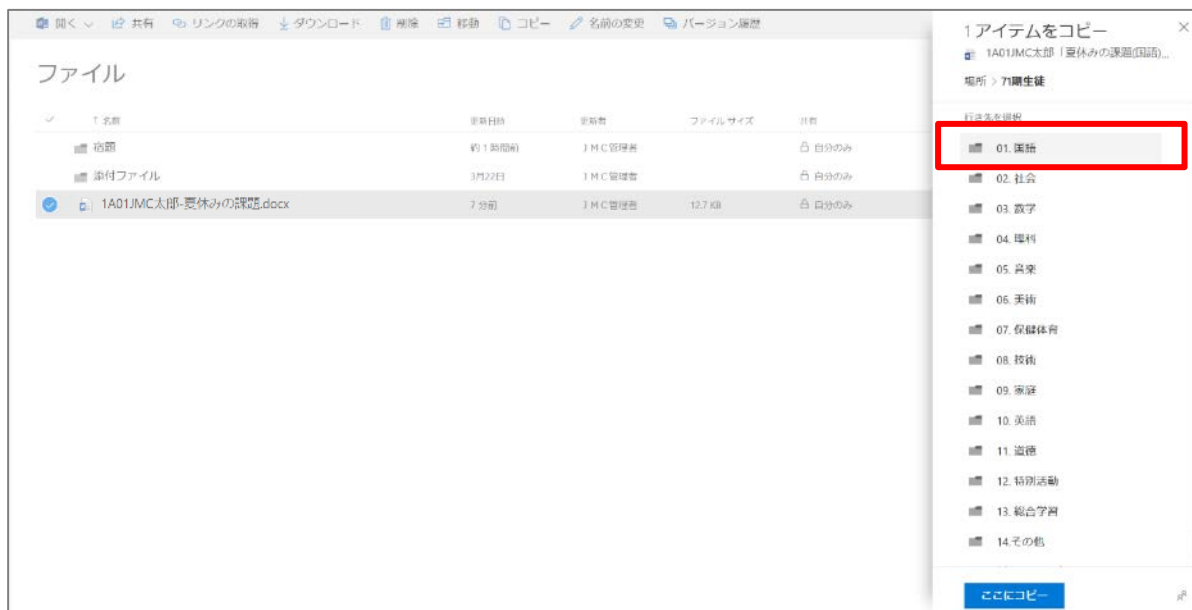 開く 共有 リンクの取得 ダウンロード 削除 移動 コピー 名前の変更 バージョン履歴
ファイル
↑ 名前 更新日時 更新者 ファイル サイズ 共有
宿題 約 1 時間前 JMC管理者 自分のみ
添付ファイル 3月22日 JMC管理者 自分のみ
1A01JMC太郎-夏休みの課題.docx 7 分前 JMC管理者 12.7 KB 自分のみ
1アイテムをコピー
1A01JMC太郎「夏休みの課題(国語)...
場所 > 71期生徒
行き先を選択
01. 国語
02. 社会
03. 数学
04. 理科
05. 音楽
06. 美術
07. 保健体育
08. 技術
09. 家庭
10. 英語
11. 道徳
12. 特別活動
13. 総合学習
14.その他
ここにコピー